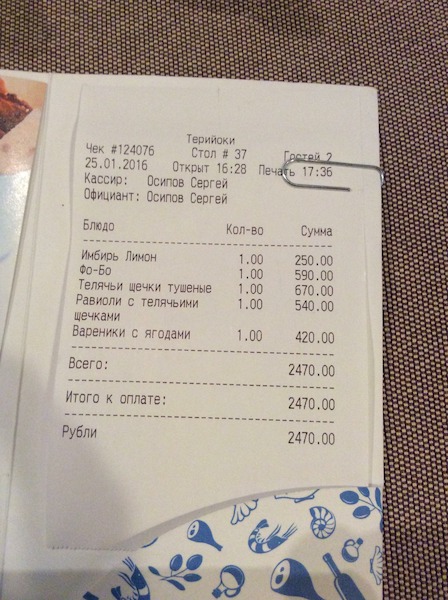 Терийоки
Чек #124076 Стол # 37 Гостей 2
25.01.2016 Открыт 16:28 Печать 17:36
Кассир: Осипов Сергей
Официант: Осипов Сергей
Блюдо Кол-во Сумма
Имбирь Лимон 1.00 250.00
Фо-Бо 1.00 590.00
Телячьи щечки тушеные 1.00 670.00
Равиоли с телячьими 1.00 540.00
щечками
Вареники с ягодами 1.00 420.00
Всего: 2470.00
Итого к оплате: 2470.00
Рубли 2470.00